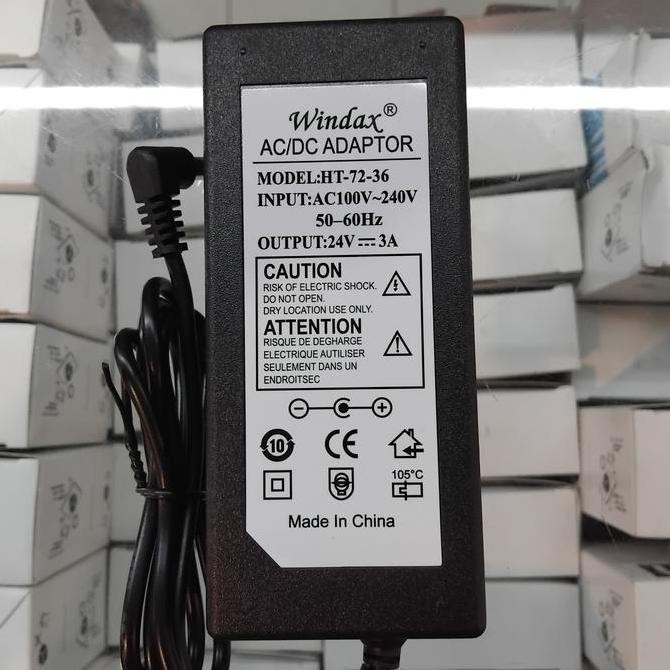 Windax®
AC/DC ADAPTOR
MODEL:HT-72-36
INPUT:AC100V~240V
50–60Hz
OUTPUT:24V⎓3A
CAUTION
RISK OF ELECTRIC SHOCK.
DO NOT OPEN.
DRY LOCATION USE ONLY.
ATTENTION
RISQUE DE DEGHARGE
ELECTRIQUE AUTILISER
SEULEMENT DANS UN
ENDROITSEC
10
CE
105°C
Made In China